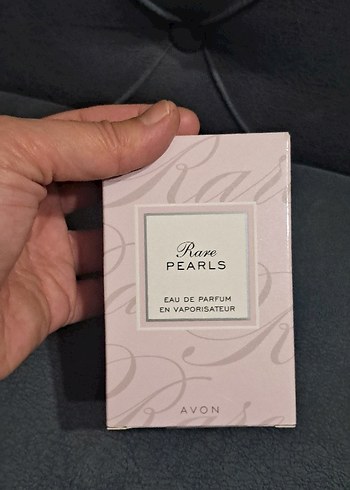 Rare
PEARLS
EAU DE PARFUM
EN VAPORISATEUR
AVON